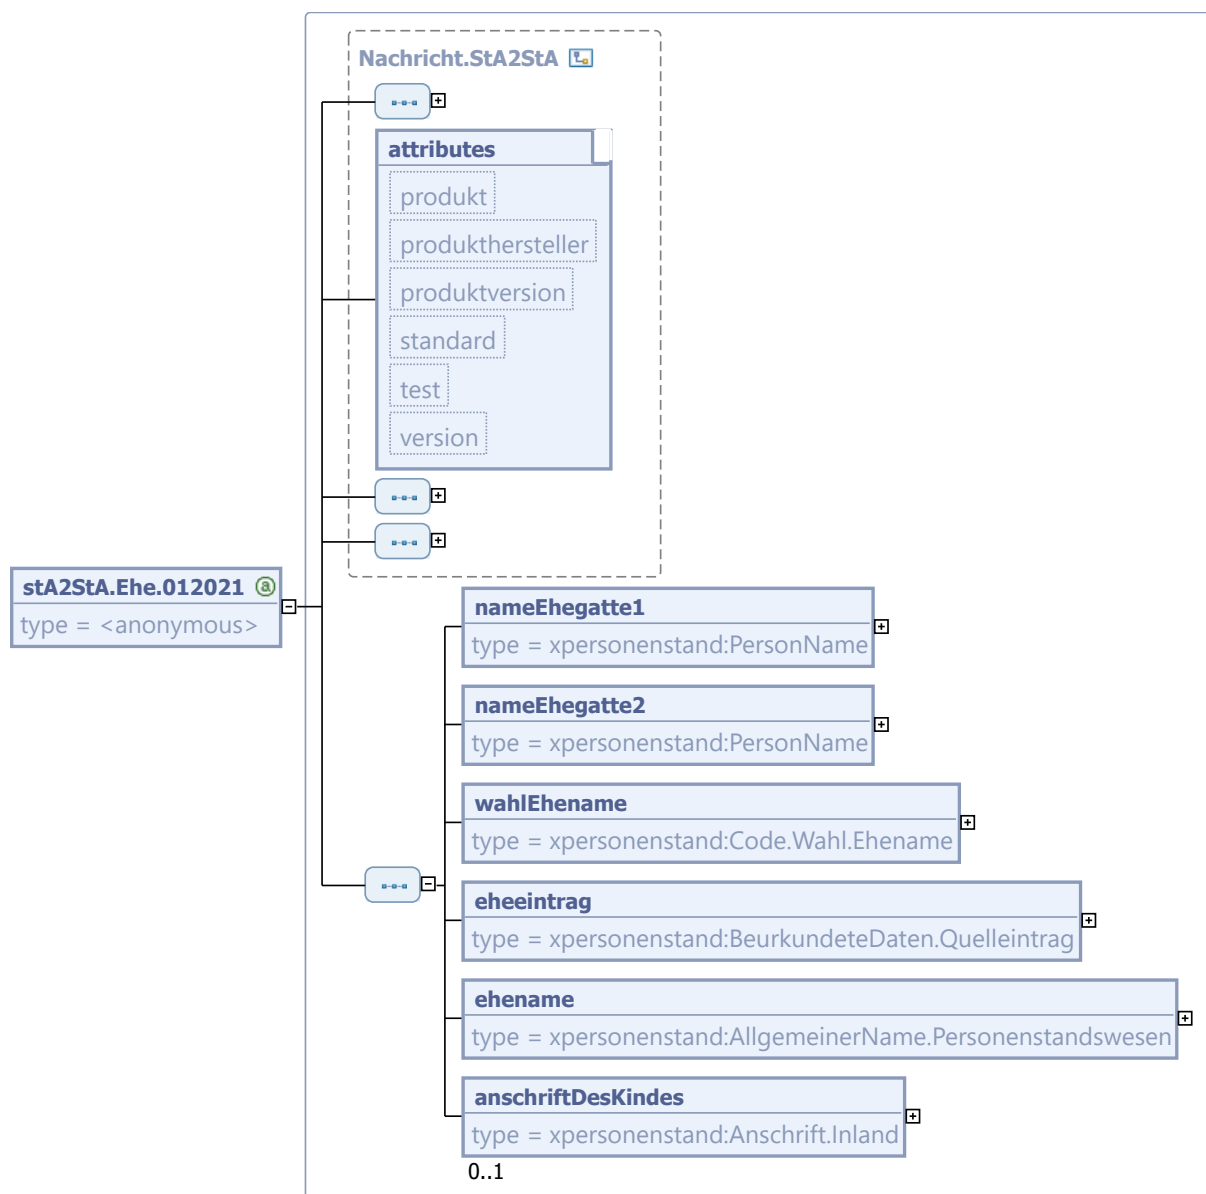 Nachricht.StA2StA
attributes
produkt
produkthersteller
produktversion
standard
test
version
stA2StA.Ehe.012021
type = <anonymous>
nameEhegatte1
type = xpersonenstand:PersonName
nameEhegatte2
type = xpersonenstand:PersonName
wahlEhename
type = xpersonenstand:Code.Wahl.Ehename
eheeintrag
type = xpersonenstand:BeurkundeteDaten.Quelleintrag
ehename
type = xpersonenstand:AllgemeinerName.Personenstandswesen
anschriftDesKindes
type = xpersonenstand:Anschrift.Inland
0..1